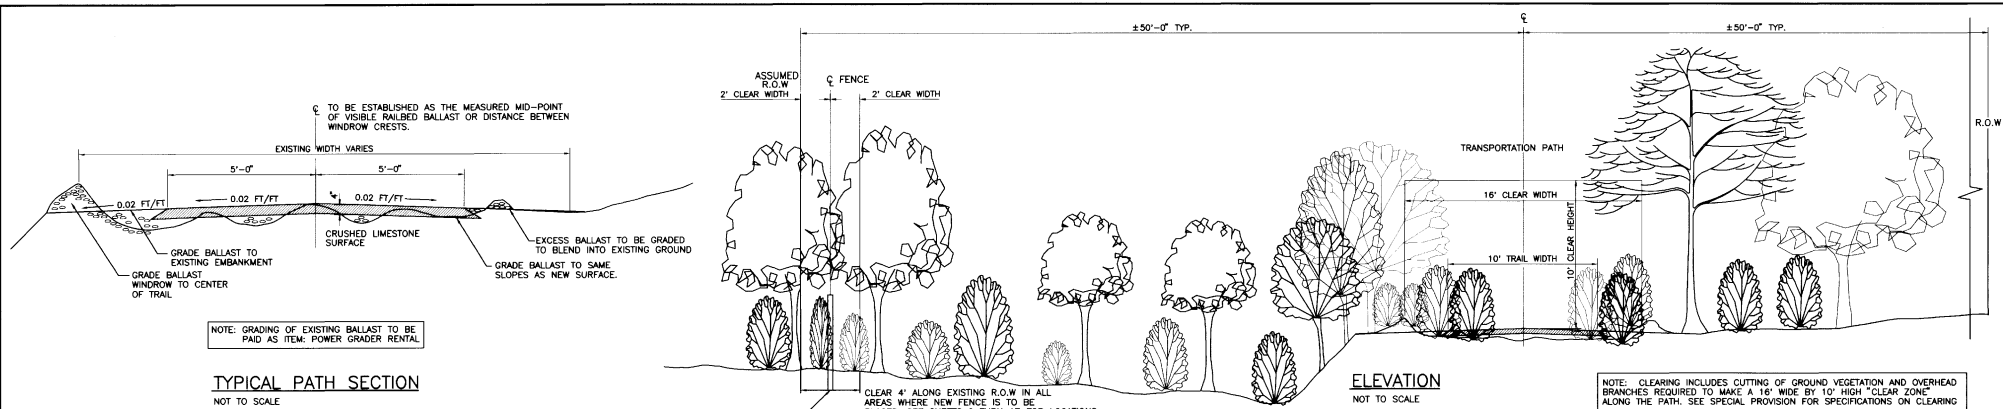 ℄ TO BE ESTABLISHED AS THE MEASURED MID-POINT
OF VISIBLE RAILBED BALLAST OR DISTANCE BETWEEN
WINDROW CRESTS.
EXISTING WIDTH VARIES
5'-0"
5'-0"
0.02 FT/FT
0.02 FT/FT
0.02 FT/FT
CRUSHED LIMESTONE
SURFACE
GRADE BALLAST TO
EXISTING EMBANKMENT
GRADE BALLAST
WINDROW TO CENTER
OF TRAIL
EXCESS BALLAST TO BE GRADED
TO BLEND INTO EXISTING GROUND
GRADE BALLAST TO SAME
SLOPES AS NEW SURFACE.
NOTE: GRADING OF EXISTING BALLAST TO BE
PAID AS ITEM: POWER GRADER RENTAL
TYPICAL PATH SECTION
NOT TO SCALE
℄
±50'-0" TYP.
±50'-0" TYP.
ASSUMED
R.O.W
℄ FENCE
2' CLEAR WIDTH
2' CLEAR WIDTH
R.O.W
TRANSPORTATION PATH
16' CLEAR WIDTH
10' CLEAR HEIGHT
10' TRAIL WIDTH
CLEAR 4' ALONG EXISTING R.O.W IN ALL
AREAS WHERE NEW FENCE IS TO BE
ELEVATION
NOT TO SCALE
NOTE: CLEARING INCLUDES CUTTING OF GROUND VEGETATION AND OVERHEAD
BRANCHES REQUIRED TO MAKE A 16' WIDE BY 10' HIGH "CLEAR ZONE"
ALONG THE PATH. SEE SPECIAL PROVISION FOR SPECIFICATIONS ON CLEARING